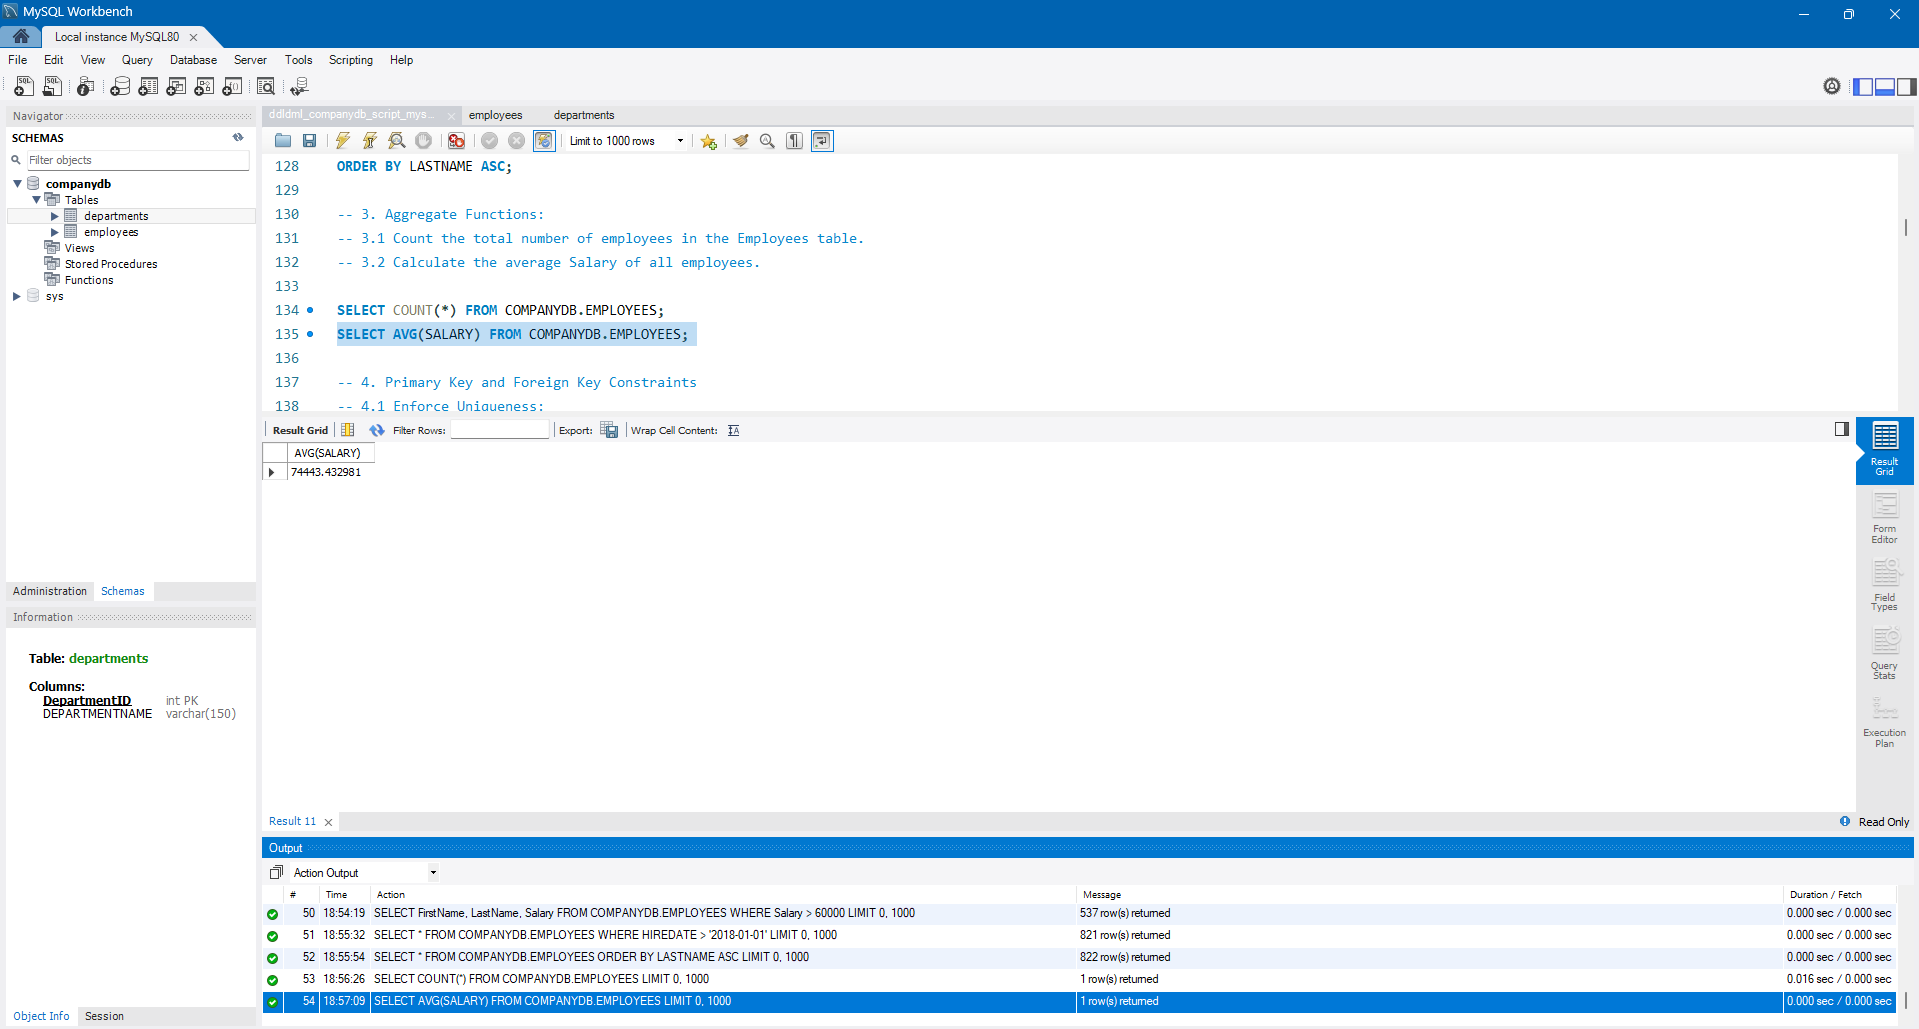 MySQL Workbench
Local instance MySQL80
File Edit View Query Database Server Tools Scripting Help
Navigator
SCHEMAS
Filter objects
companydb
Tables
departments
employees
Views
Stored Procedures
Functions
sys
Administration Schemas
Information
Table: departments
Columns:
DepartmentID int PK
DEPARTMENTNAME varchar(150)
Object Info Session
ddldml_companydb_script_mys... employees departments
Limit to 1000 rows
128 ORDER BY LASTNAME ASC;
129
130 -- 3. Aggregate Functions:
131 -- 3.1 Count the total number of employees in the Employees table.
132 -- 3.2 Calculate the average Salary of all employees.
133
134 SELECT COUNT(*) FROM COMPANYDB.EMPLOYEES;
135 SELECT AVG(SALARY) FROM COMPANYDB.EMPLOYEES;
136
137 -- 4. Primary Key and Foreign Key Constraints
138 -- 4.1 Enforce Uniqueness:
Result Grid Filter Rows: Export: Wrap Cell Content:
AVG(SALARY)
74443.432981
Result
Grid
Form
Editor
Field
Types
Query
Stats
Execution
Plan
Result 11
Read Only
Output
Action Output
# Time Action Message Duration / Fetch
50 18:54:19 SELECT FirstName, LastName, Salary FROM COMPANYDB.EMPLOYEES WHERE Salary > 60000 LIMIT 0, 1000 537 row(s) returned 0.000 sec / 0.000 sec
51 18:55:32 SELECT * FROM COMPANYDB.EMPLOYEES WHERE HIREDATE > '2018-01-01' LIMIT 0, 1000 821 row(s) returned 0.000 sec / 0.000 sec
52 18:55:54 SELECT * FROM COMPANYDB.EMPLOYEES ORDER BY LASTNAME ASC LIMIT 0, 1000 822 row(s) returned 0.000 sec / 0.000 sec
53 18:56:26 SELECT COUNT(*) FROM COMPANYDB.EMPLOYEES LIMIT 0, 1000 1 row(s) returned 0.016 sec / 0.000 sec
54 18:57:09 SELECT AVG(SALARY) FROM COMPANYDB.EMPLOYEES LIMIT 0, 1000 1 row(s) returned 0.000 sec / 0.000 sec